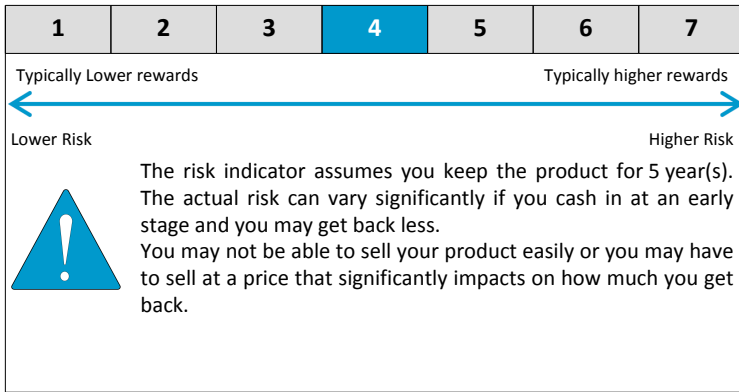 1 2 3 4 5 6 7
Typically Lower rewards Typically higher rewards
Lower Risk Higher Risk
The risk indicator assumes you keep the product for 5 year(s).
The actual risk can vary significantly if you cash in at an early
stage and you may get back less.
You may not be able to sell your product easily or you may have
to sell at a price that significantly impacts on how much you get
back.